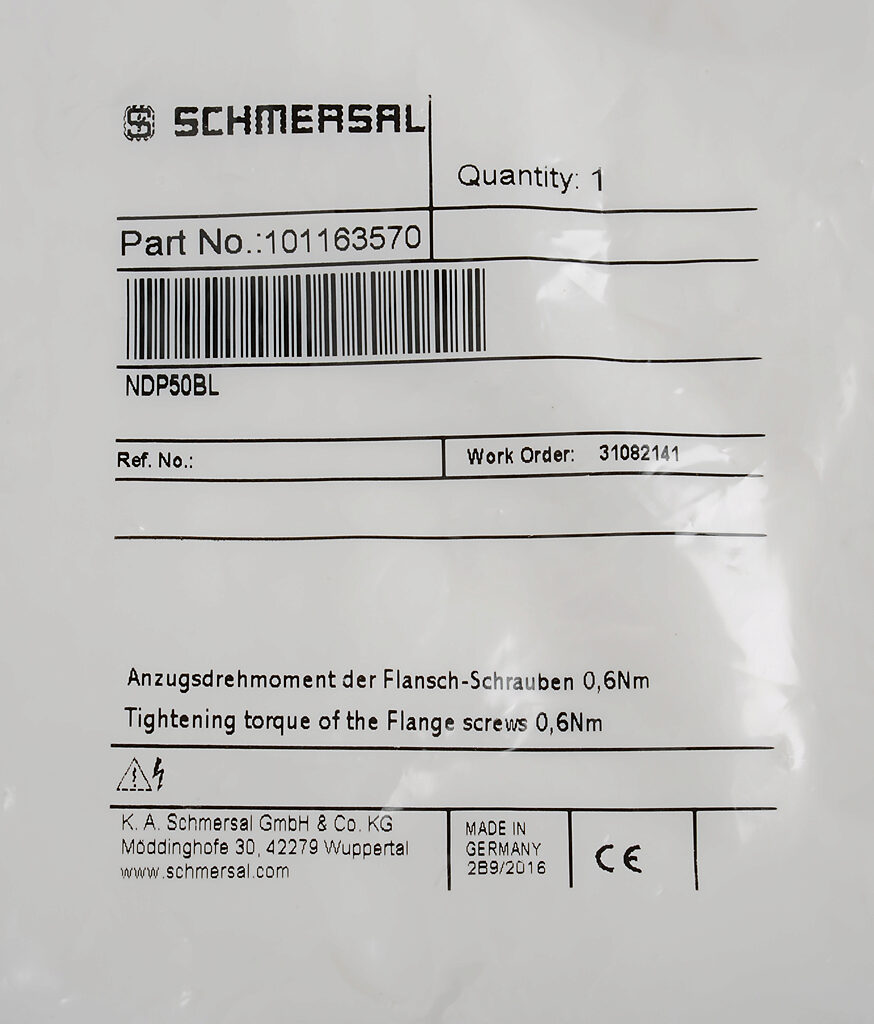 SCHMERSAL
Quantity: 1
Part No.:101163570
NDP50BL
Ref. No.:
Work Order: 31082141
Anzugsdrehmoment der Flansch-Schrauben 0,6Nm
Tightening torque of the Flange screws 0,6Nm
K. A. Schmersal GmbH & Co. KG
Möddinghofe 30, 42279 Wuppertal
www.schmersal.com
MADE IN
GERMANY
2B9/2016
CE